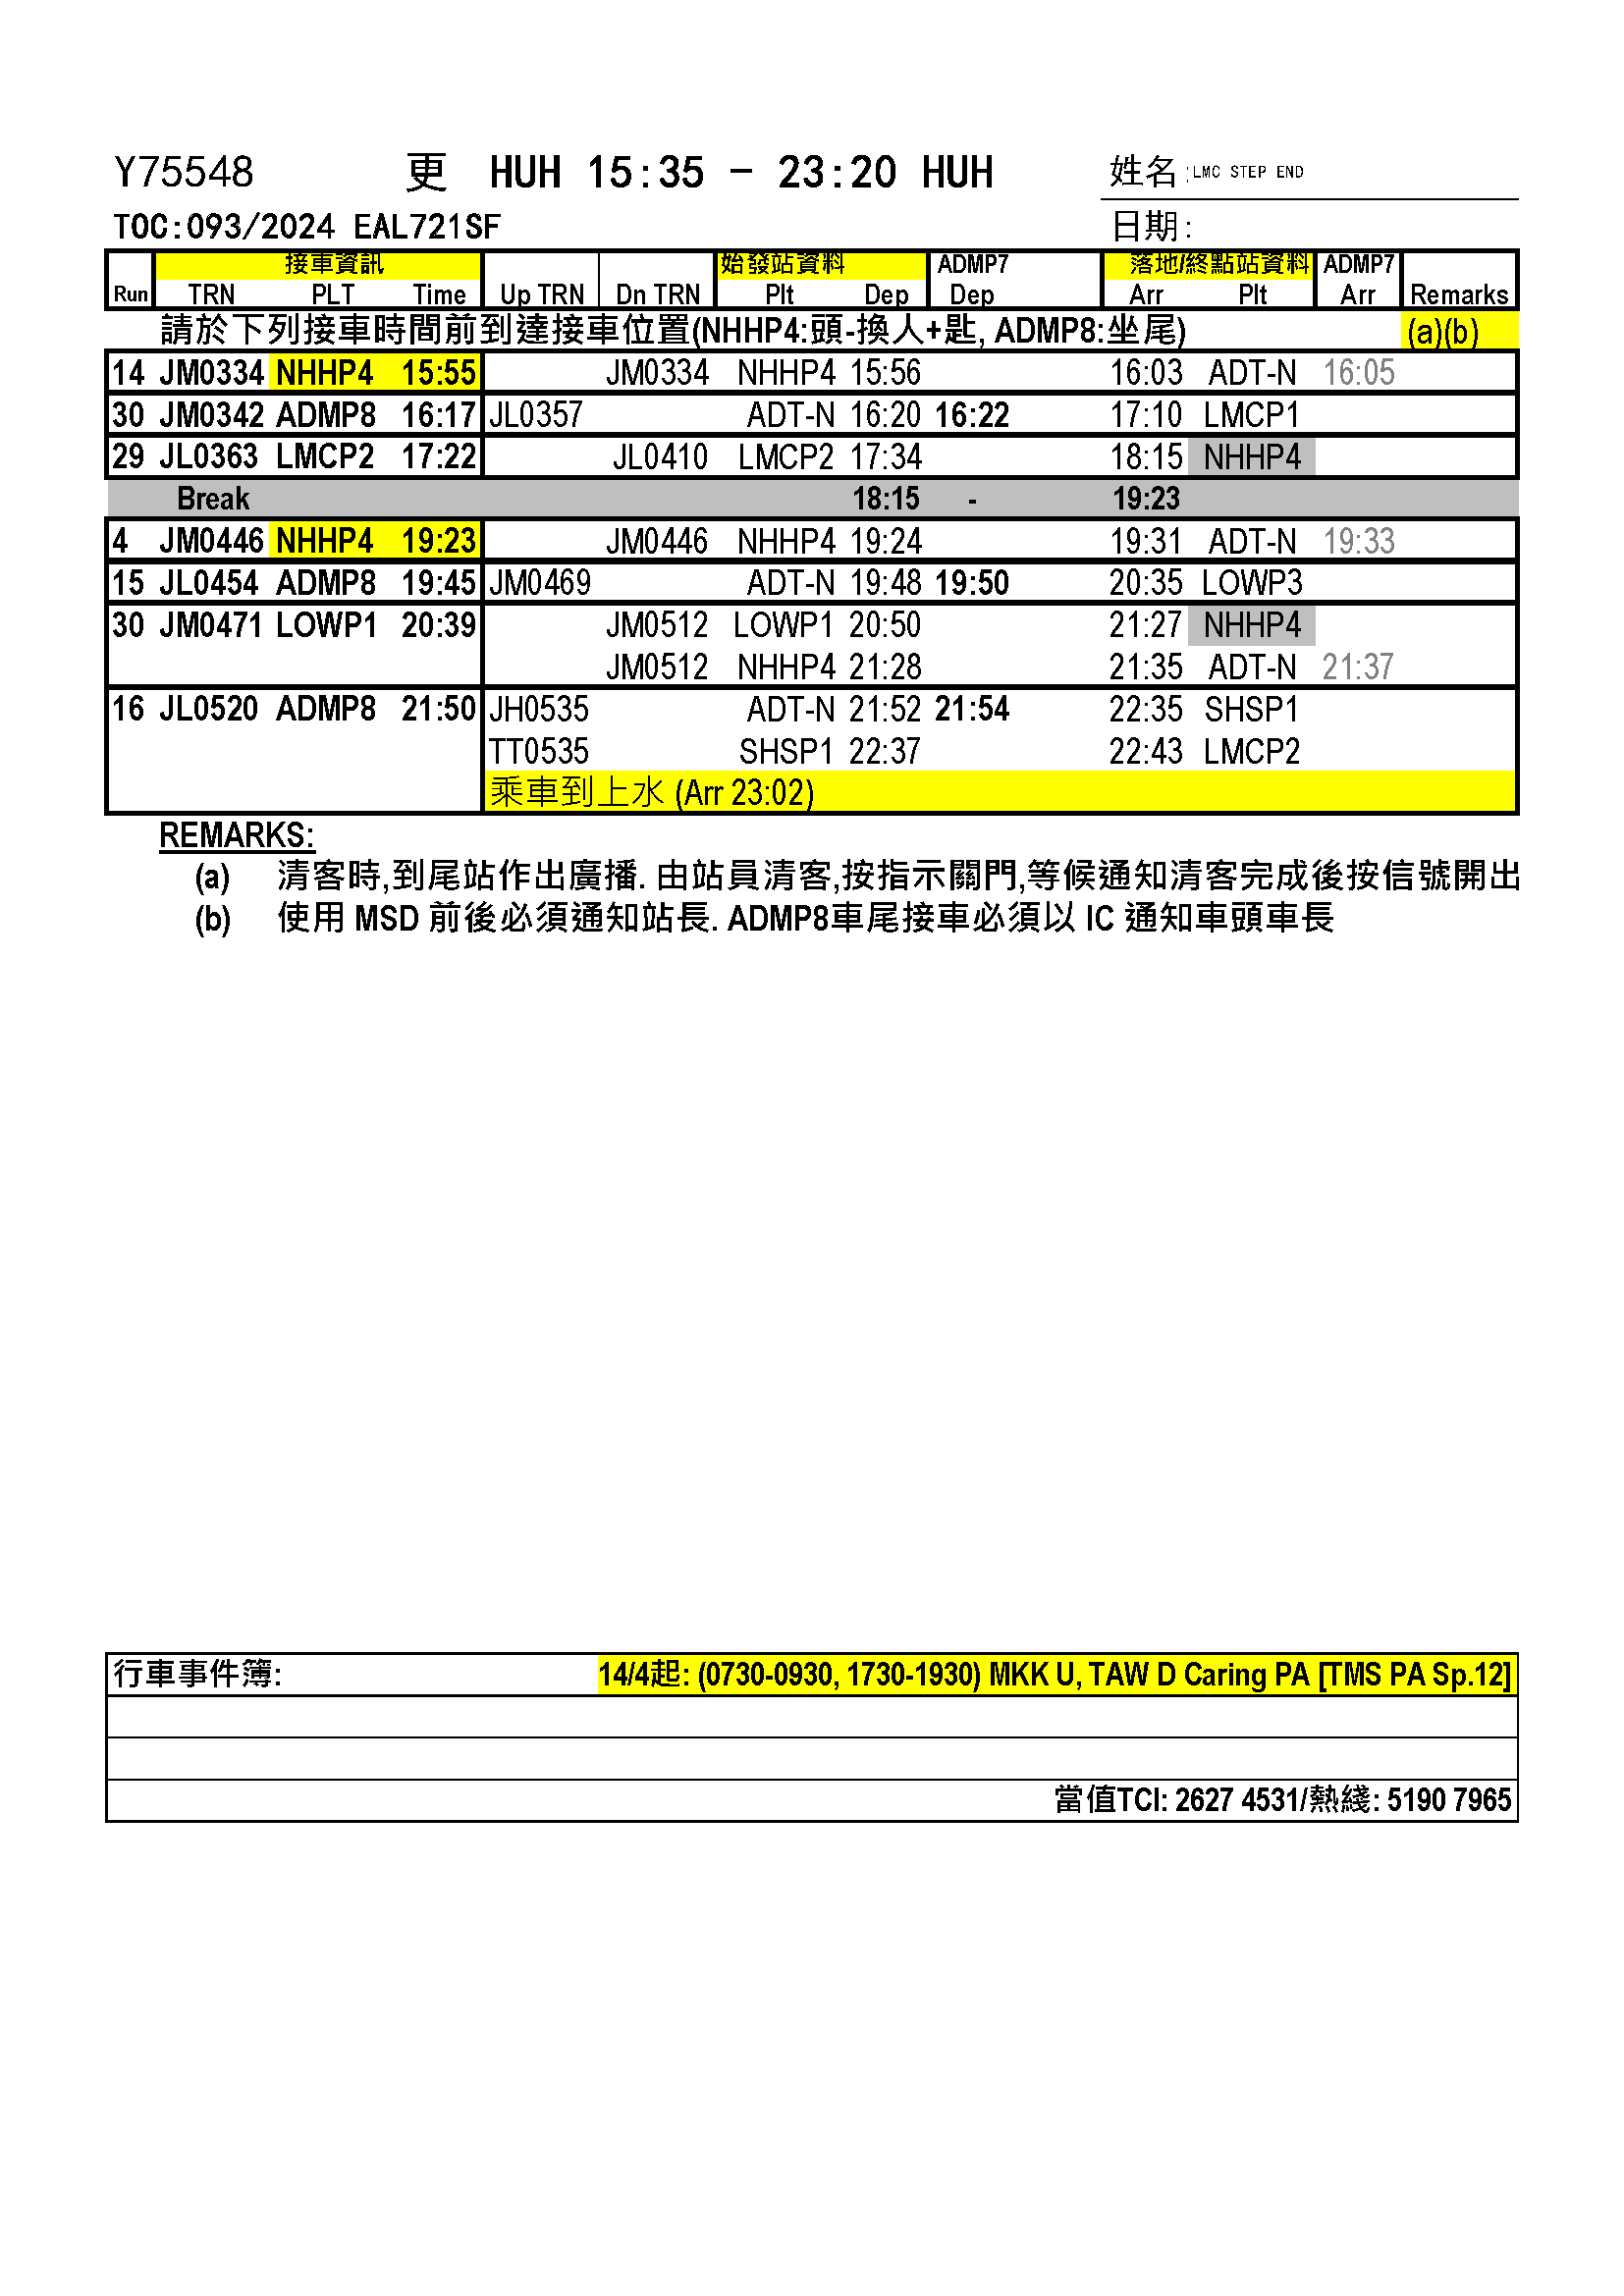 Y75548 更 HUH 15:35 - 23:20 HUH 姓名:LMC STEP END
TOC:093/2024 EAL721SF 日期:
接車資訊 始發站資料 ADMP7 落地/終點站資料 ADMP7
Run TRN PLT Time Up TRN Dn TRN Plt Dep Dep Arr Plt Arr Remarks
請於下列接車時間前到達接車位置(NHHP4:頭-換人+匙, ADMP8:坐尾) (a)(b)
14 JM0334 NHHP4 15:55 JM0334 NHHP4 15:56 16:03 ADT-N 16:05
30 JM0342 ADMP8 16:17 JL0357 ADT-N 16:20 16:22 17:10 LMCP1
29 JL0363 LMCP2 17:22 JL0410 LMCP2 17:34 18:15 NHHP4
Break 18:15 - 19:23
4 JM0446 NHHP4 19:23 JM0446 NHHP4 19:24 19:31 ADT-N 19:33
15 JL0454 ADMP8 19:45 JM0469 ADT-N 19:48 19:50 20:35 LOWP3
30 JM0471 LOWP1 20:39 JM0512 LOWP1 20:50 21:27 NHHP4
JM0512 NHHP4 21:28 21:35 ADT-N 21:37
16 JL0520 ADMP8 21:50 JH0535 ADT-N 21:52 21:54 22:35 SHSP1
TT0535 SHSP1 22:37 22:43 LMCP2
乘車到上水 (Arr 23:02)
REMARKS:
(a) 清客時,到尾站作出廣播. 由站員清客,按指示關門,等候通知清客完成後按信號開出
(b) 使用 MSD 前後必須通知站長. ADMP8車尾接車必須以 IC 通知車頭車長
行車事件簿: 14/4起: (0730-0930, 1730-1930) MKK U, TAW D Caring PA [TMS PA Sp.12]
當值TCI: 2627 4531/熱綫: 5190 7965